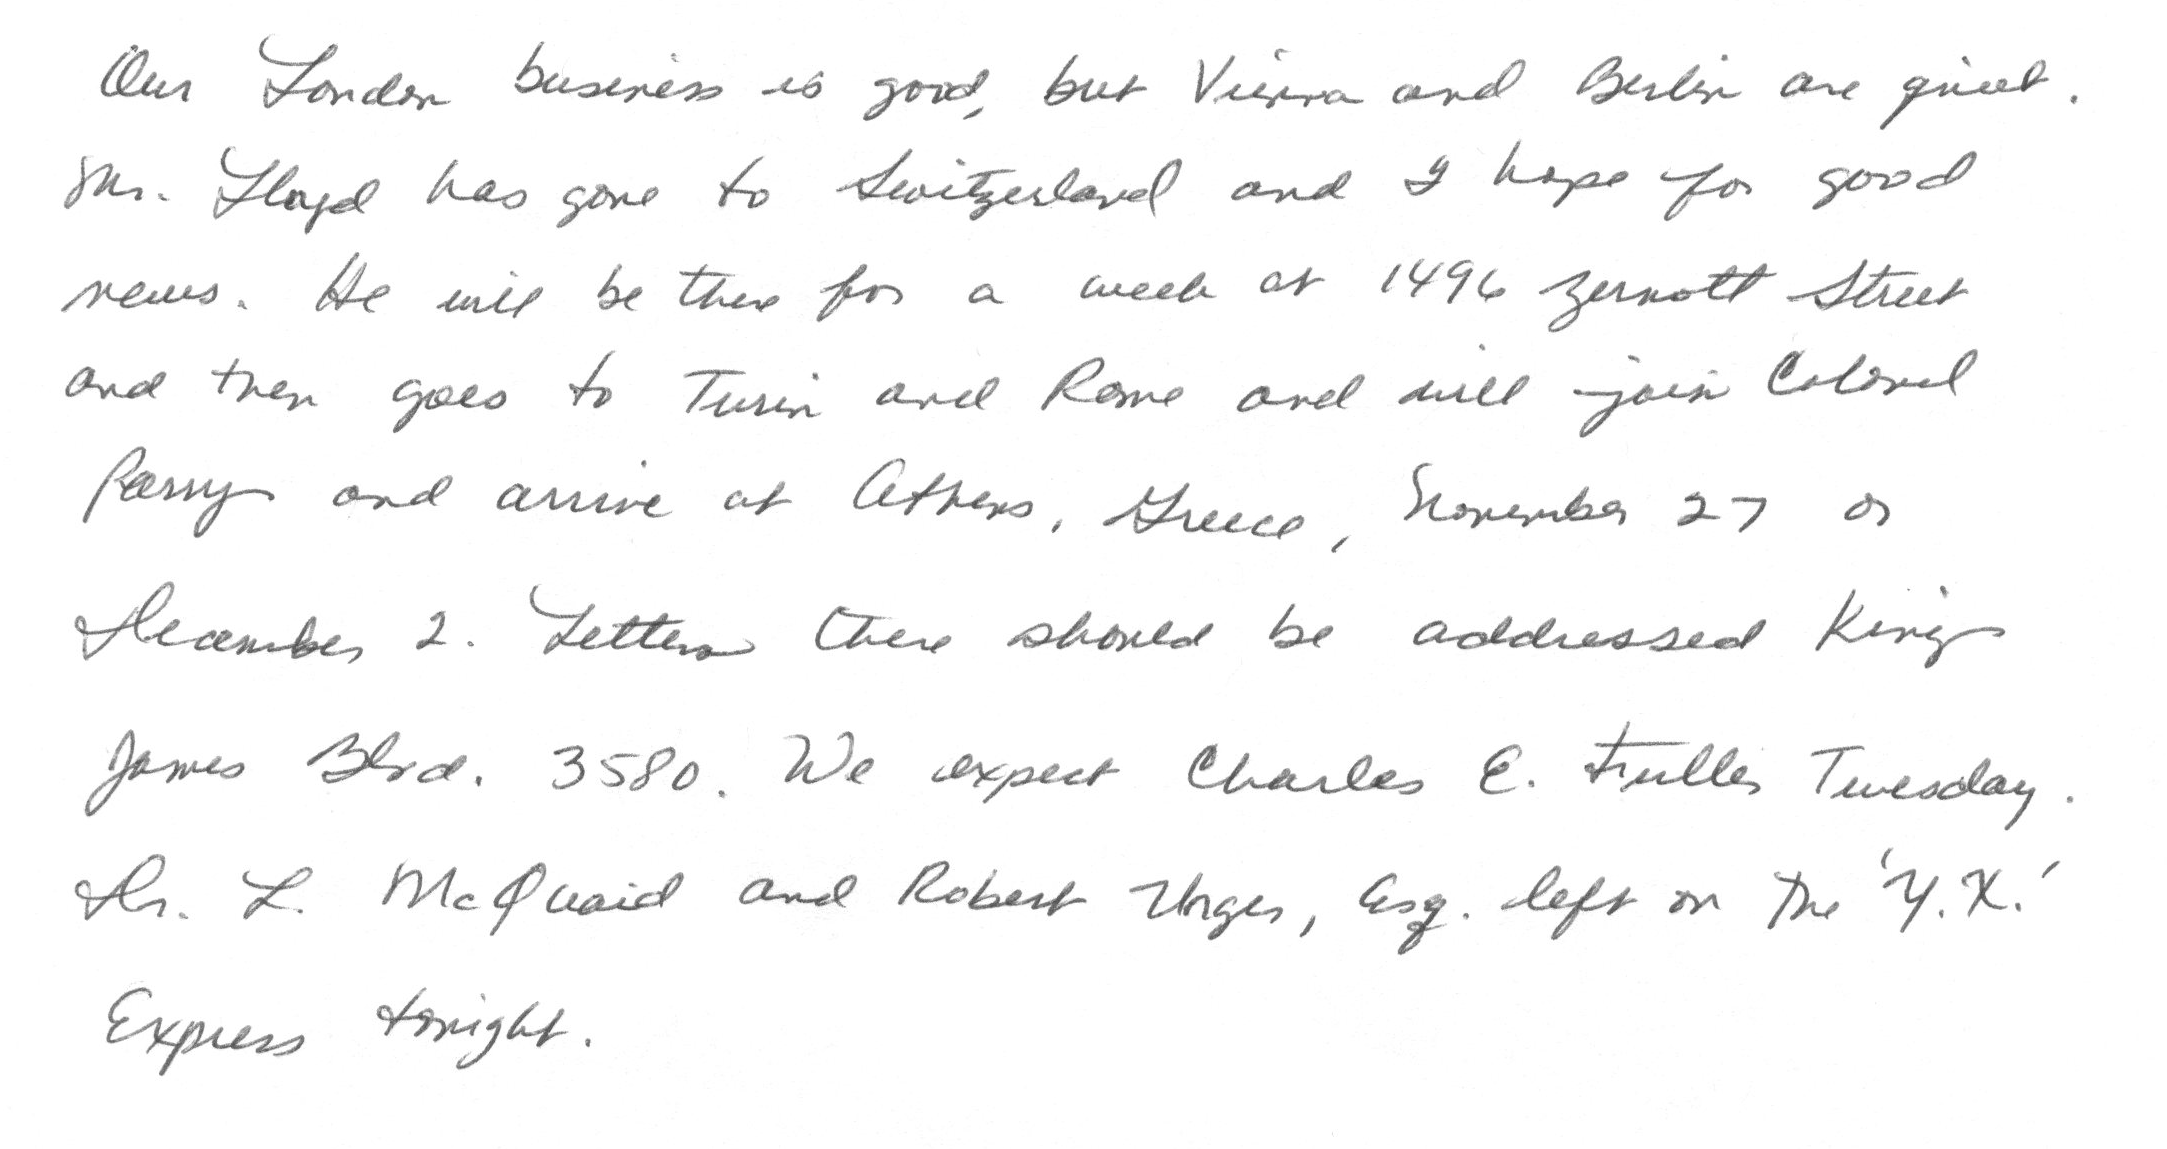 Our London business is good, but Vienna and Berlin are quiet.
Mr. Lloyd has gone to Switzerland and I hope for good
news. He will be there for a week at 1496 Zermott Street
and then goes to Turin and Rome and will join Colonel
Parry and arrive at Athens, Greece, November 27 or
December 2. Letters there should be addressed King
James Blvd. 3580. We expect Charles E. Fuller Tuesday.
Dr. L. McQuaid and Robert Unger, Esq. left on the 'Y.X.'
Express tonight.